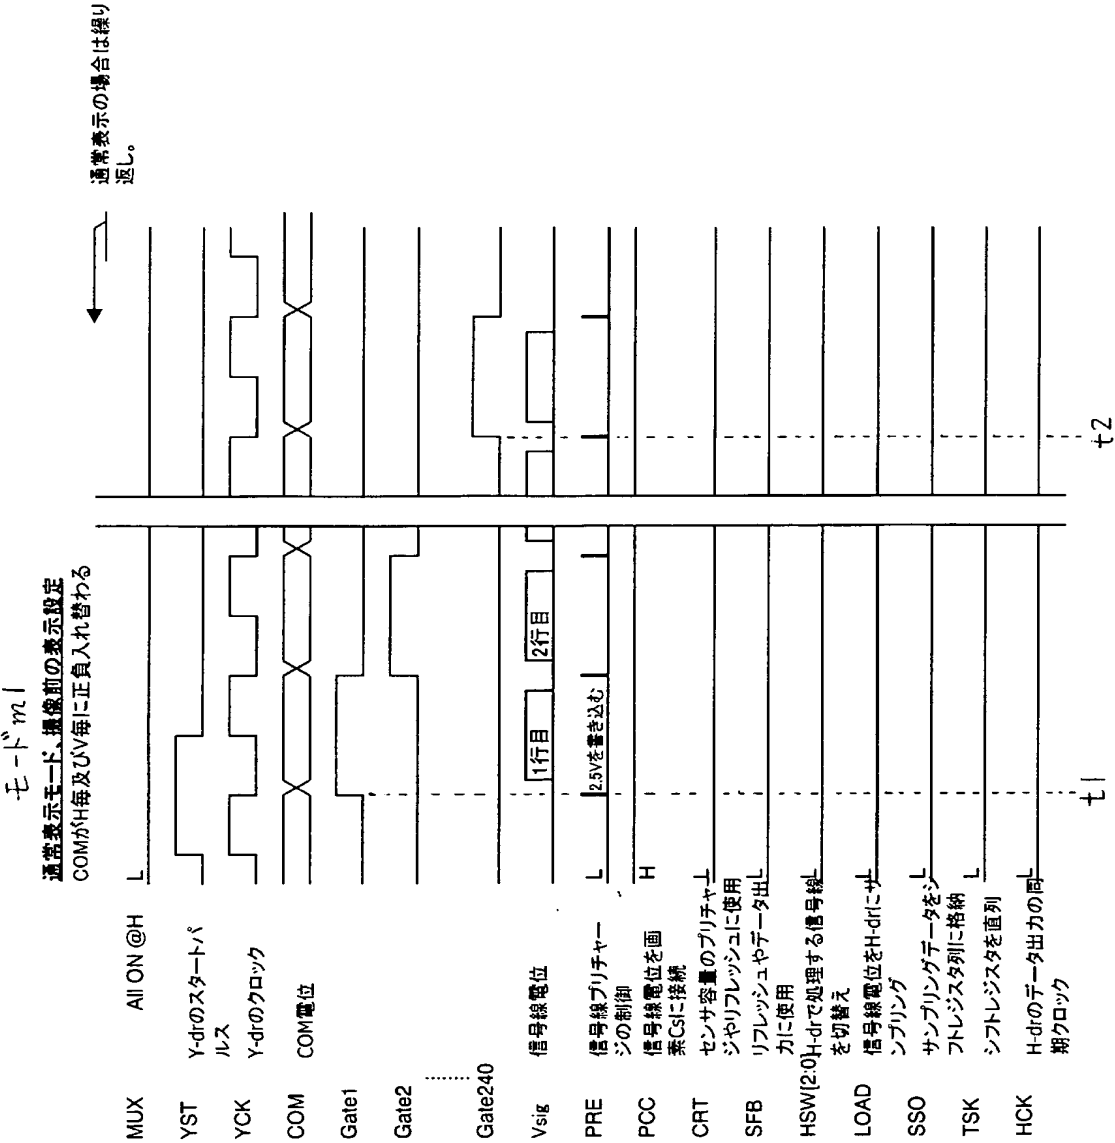 モードm1
通常表示モード、撮像前の表示設定
COMがH毎及びV毎に正負入れ替わる
通常表示の場合は繰り
返し。
MUX All ON @H L
YST Y-drのスタートパ
ルス
YCK Y-drのクロック
COM COM電位
Gate1
Gate2
………
Gate240
Vsig 信号線電位 1行目 2行目
PRE 信号線プリチャー
ジの制御 L 2.5Vを書き込む
PCC 信号線電位を画
素Csに接続 H
CRT センサ容量のプリチャー
ジやリフレッシュに使用 L
SFB リフレッシュやデータ出
力に使用 L
HSW[2:0] H-drで処理する信号線
を切替え L
LOAD 信号線電位をH-drにサ
ンプリング L
SSO サンプリングデータをシ
フトレジスタ列に格納 L
TSK シフトレジスタを直列 L
HCK H-drのデータ出力の同
期クロック L
t1
t2